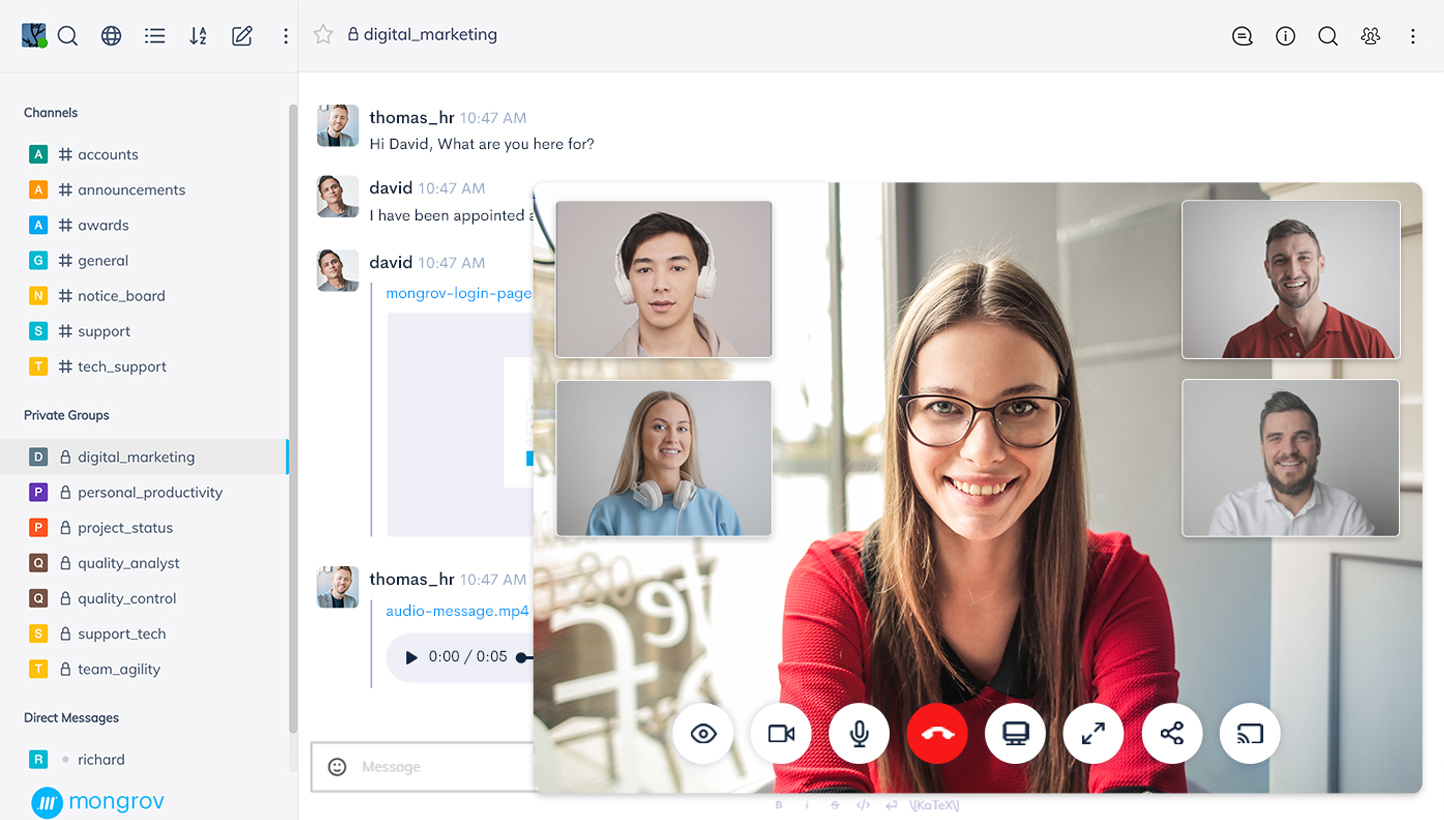 digital_marketing
Channels
A # accounts
A # announcements
A # awards
G # general
N # notice_board
S # support
T # tech_support
Private Groups
D digital_marketing
P personal_productivity
P project_status
Q quality_analyst
Q quality_control
S support_tech
T team_agility
Direct Messages
R richard
mongrov
thomas_hr 10:47 AM
Hi David, What are you here for?
david 10:47 AM
I have been appointed
david 10:47 AM
mongrov-login-page
thomas_hr 10:47 AM
audio-message.mp4
0:00 / 0:05
Message
B i S </> \[KaTeX\]